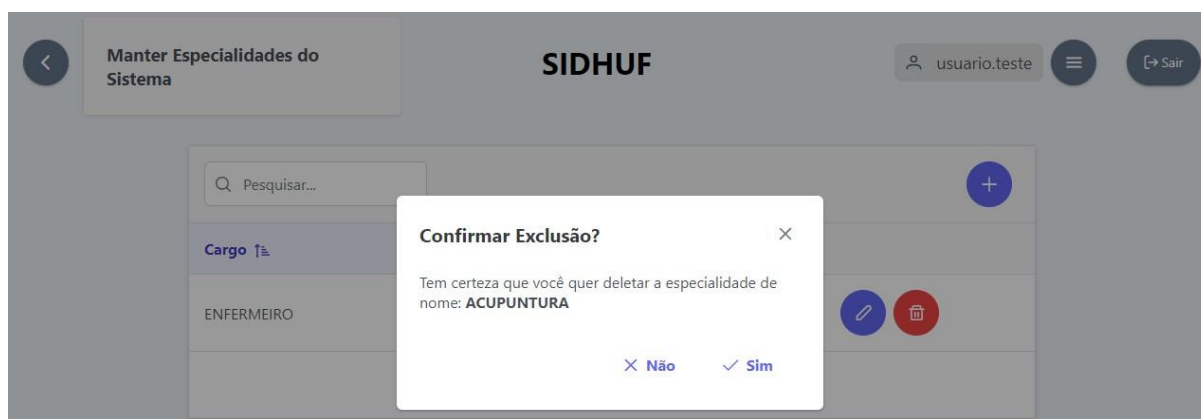 Manter Especialidades do
Sistema
SIDHUF
usuario.teste
Sair
Pesquisar...
Cargo
ENFERMEIRO
Confirmar Exclusão?
Tem certeza que você quer deletar a especialidade de
nome: ACUPUNTURA
Não
Sim